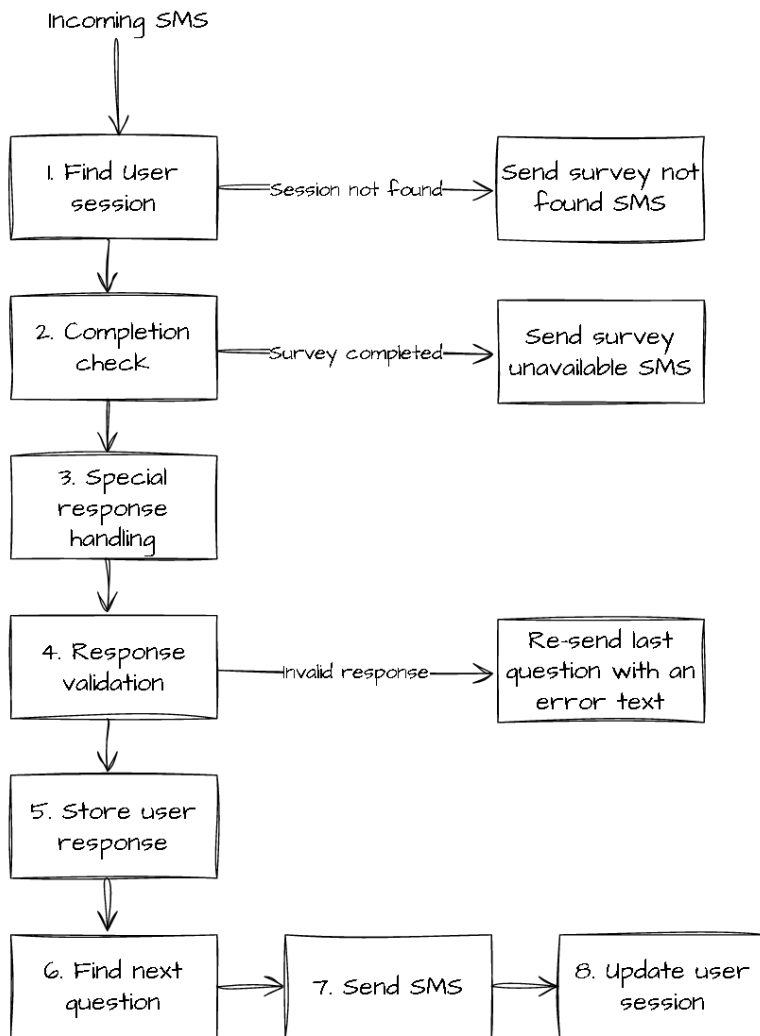 Incoming SMS
1. Find User
session
Session not found
Send survey not
found SMS
2. Completion
check
Survey completed
Send survey
unavailable SMS
3. Special
response
handling
4. Response
validation
Invalid response
Re-send last
question with an
error text
5. Store user
response
6. Find next
question
7. Send SMS
8. Update user
session